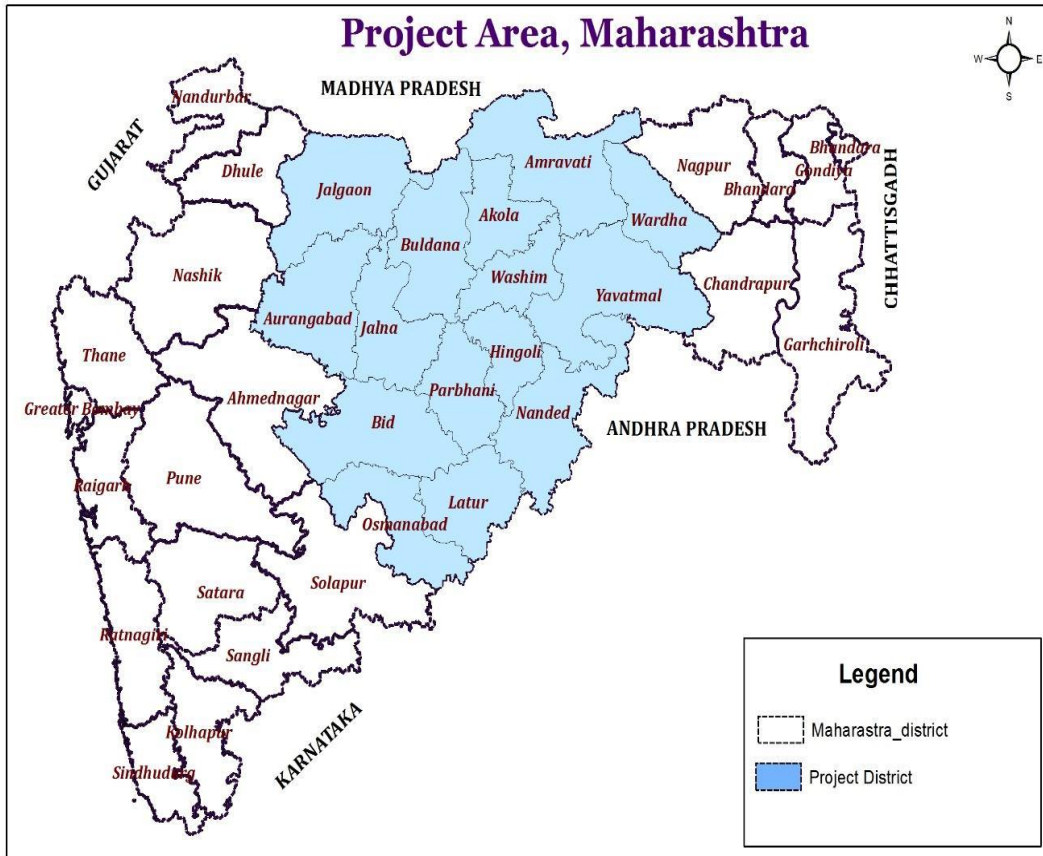 Project Area, Maharashtra
N
W
E
S
MADHYA PRADESH
GUJARAT
CHHATTISGADH
ANDHRA PRADESH
KARNATAKA
Nandurbar
Dhule
Jalgaon
Amravati
Nagpur
Bhandara
Gondiya
Bhandara
Akola
Wardha
Buldana
Nashik
Washim
Chandrapur
Yavatmal
Aurangabad
Jalna
Garhchiroli
Thane
Hingoli
Parbhani
Ahmednagar
Greater Bombay
Bid
Nanded
Pune
Raigarh
Latur
Osmanabad
Solapur
Satara
Ratnagiri
Sangli
Kolhapur
Sindhudurg
Legend
Maharastra_district
Project District